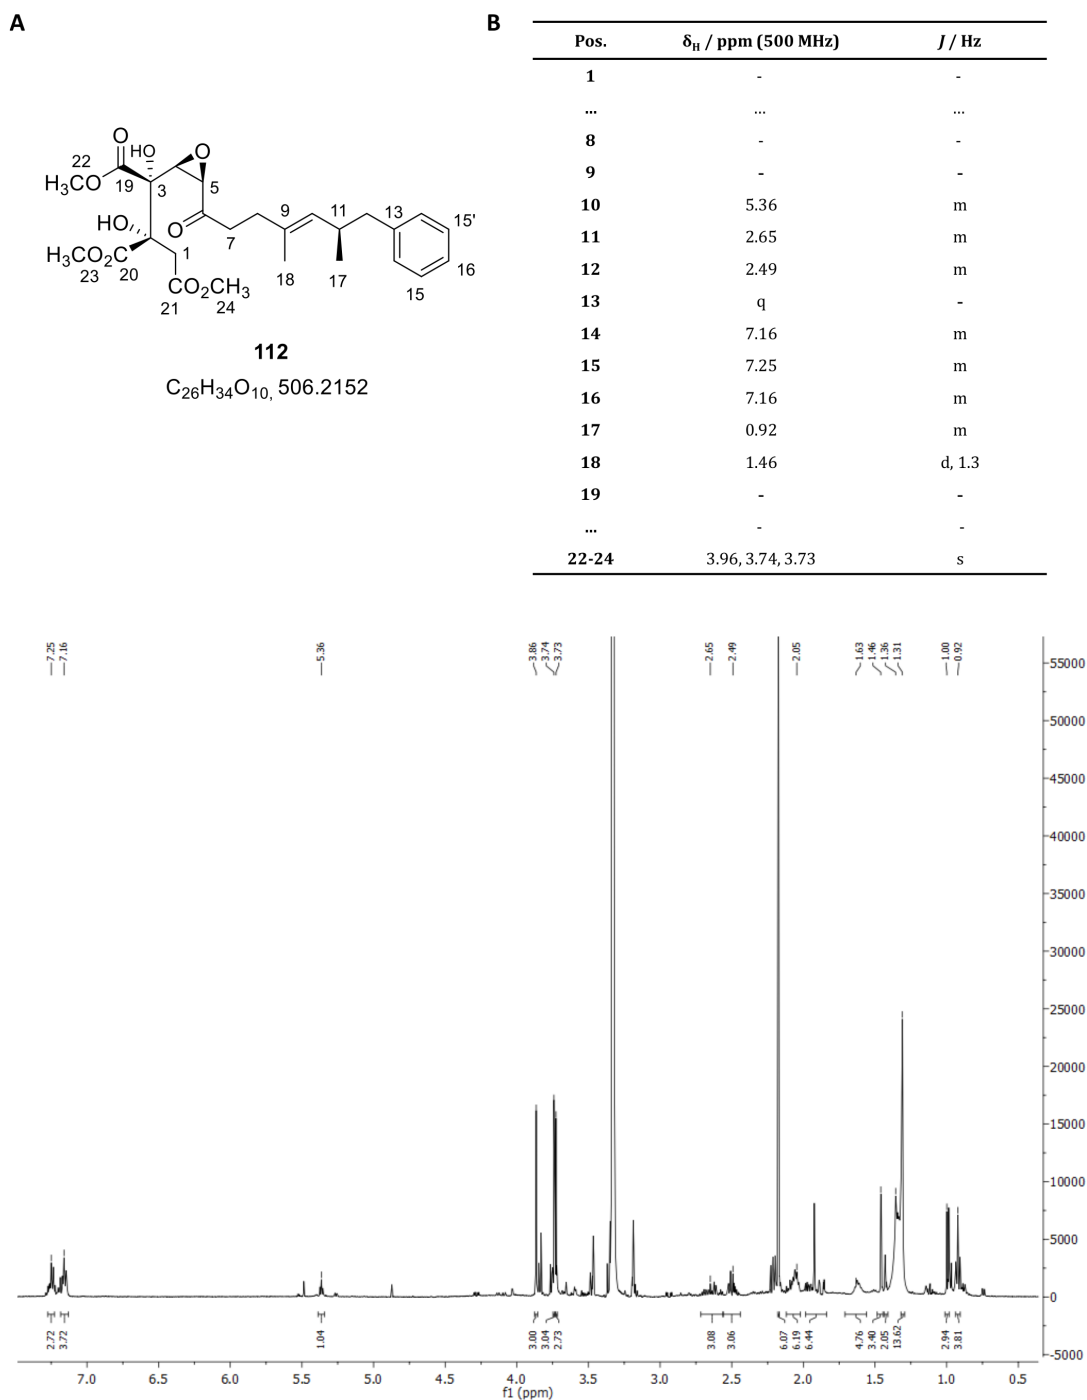 A
B
Pos. δH / ppm (500 MHz) J / Hz
1 - -
... ... ...
8 - -
9 - -
10 5.36 m
11 2.65 m
12 2.49 m
13 q -
14 7.16 m
15 7.25 m
16 7.16 m
17 0.92 m
18 1.46 d, 1.3
19 - -
... - -
22-24 3.96, 3.74, 3.73 s
O
22 HO O
H3CO 19 3 5
9 11 13 15'
HO O 7
H3CO2C 1 16
23 20 18 17 15
CO2CH3
21 24
112
C26H34O10, 506.2152
7.25 7.16 5.36 3.86 3.74 3.73 2.65 2.49 2.05 1.63 1.46 1.36 1.31 1.00 0.92
55000
50000
45000
40000
35000
30000
25000
20000
15000
10000
5000
0
-5000
2.72 3.72 1.04 3.00 3.04 2.73 3.08 3.06 6.07 6.19 6.44 4.76 3.40 2.05 13.62 2.94 3.81
7.0 6.5 6.0 5.5 5.0 4.5 4.0 3.5 3.0 2.5 2.0 1.5 1.0 0.5
f1 (ppm)